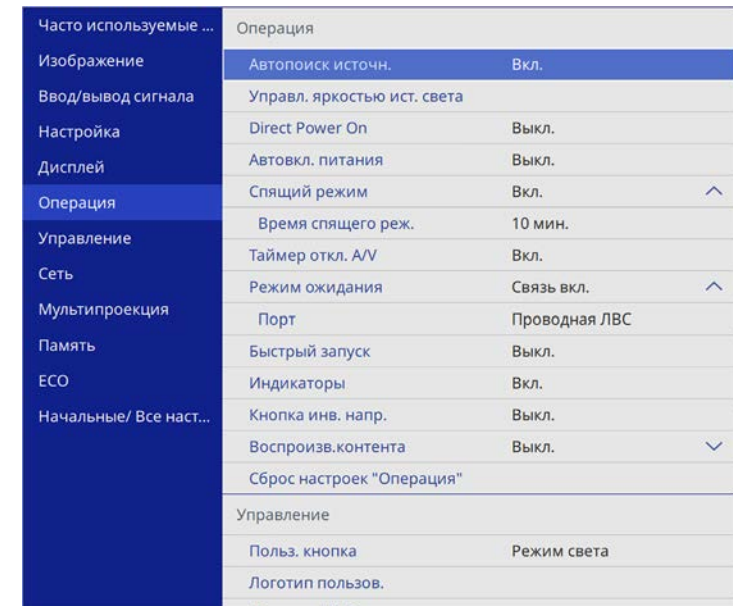 Часто используемые ...
Изображение
Ввод/вывод сигнала
Настройка
Дисплей
Операция
Управление
Сеть
Мультипроекция
Память
ECO
Начальные/ Все наст...
Операция
Автопоиск источн. Вкл.
Управл. яркостью ист. света
Direct Power On Выкл.
Автовкл. питания Выкл.
Спящий режим Вкл.
Время спящего реж. 10 мин.
Таймер откл. A/V Вкл.
Режим ожидания Связь вкл.
Порт Проводная ЛВС
Быстрый запуск Выкл.
Индикаторы Вкл.
Кнопка инв. напр. Выкл.
Воспроизв.контента Выкл.
Сброс настроек "Операция"
Управление
Польз. кнопка Режим света
Логотип пользов.